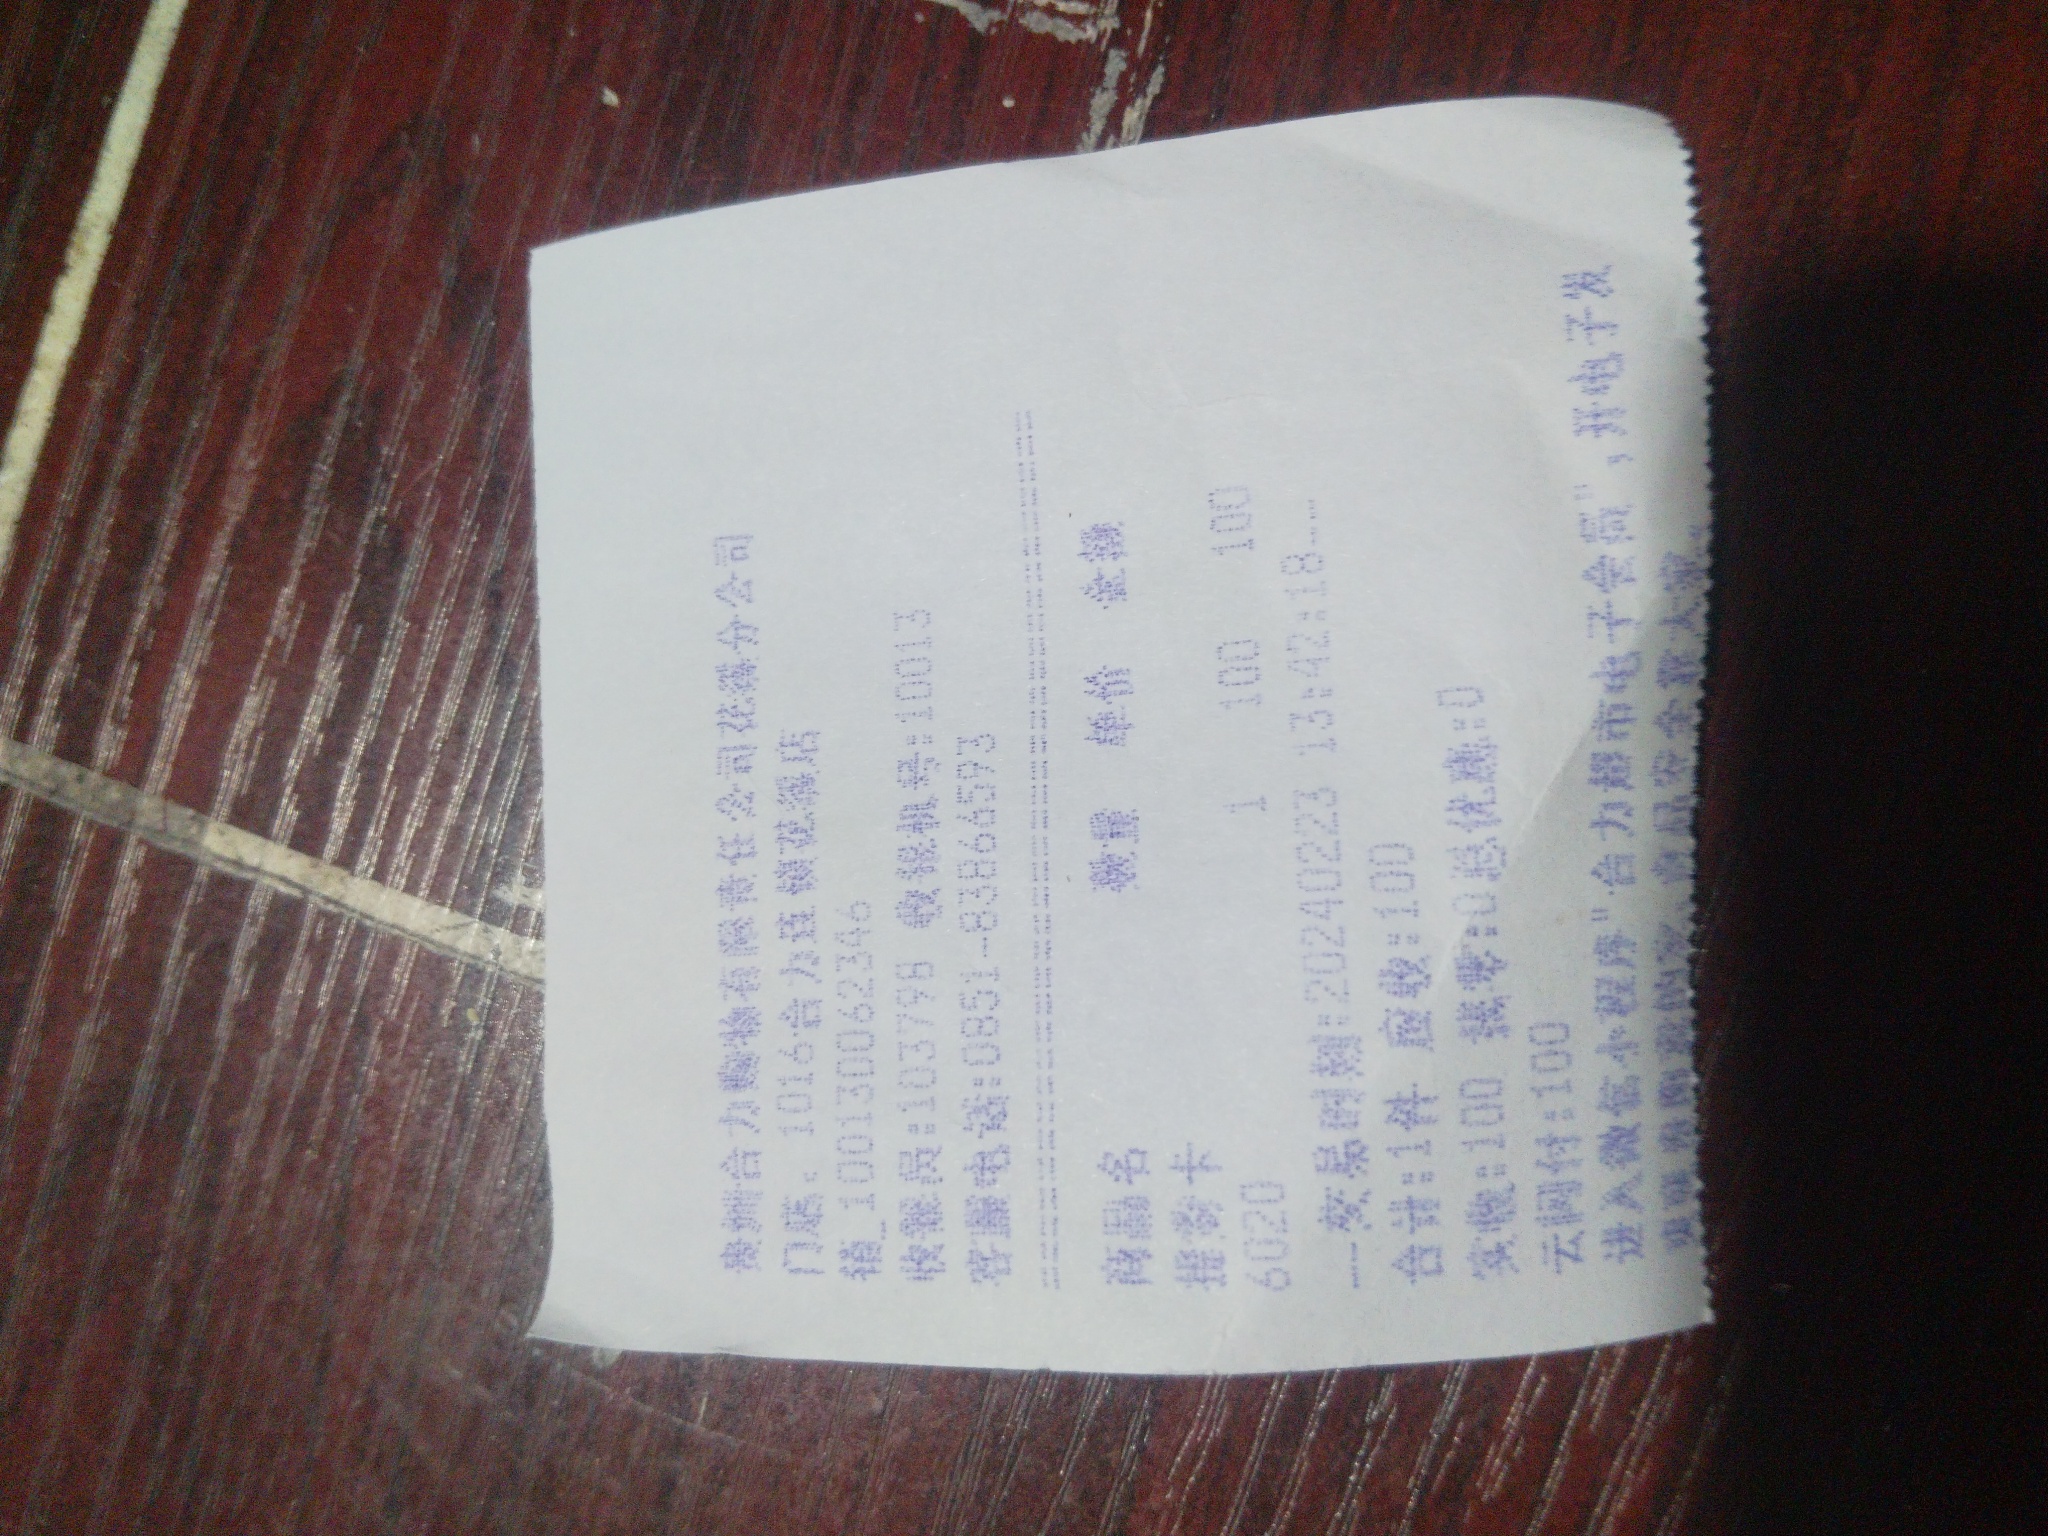 贵州合力购物有限责任公司花溪分公司
门店: 1016合力直镇花溪店
销_100130062346
收银员:103798 收银机号:10013
客服电话:0851-83866593
================================
商品名 数量 单价 金额
提货卡
6020 1 100 100
--交易时间:20240223 13:42:18---
合计:1件 应收:100
实收:100 找零:0总优惠:0
云闪付:100
进入微信小程序"合力超市电子会员",开电子发